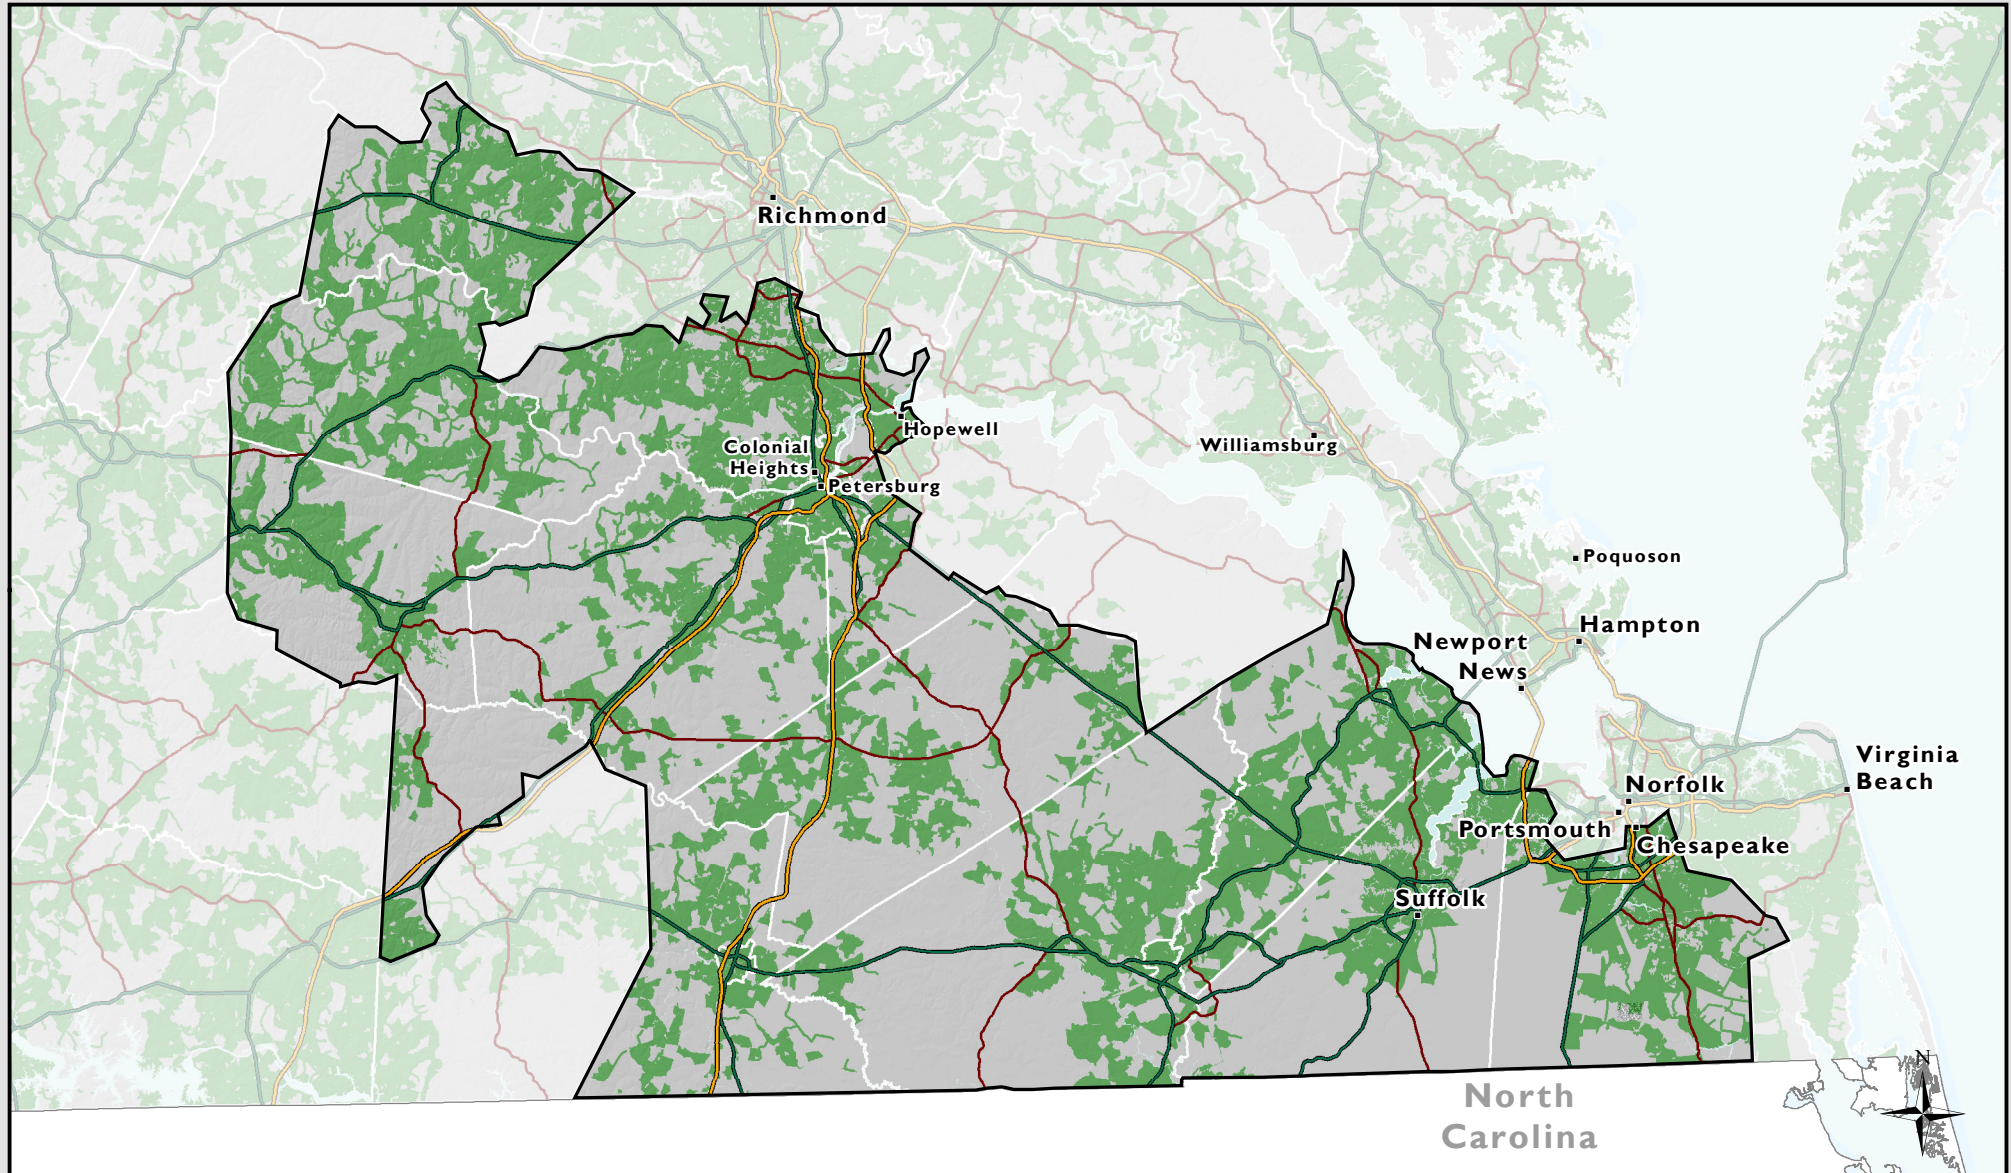 Richmond
Hopewell
Colonial
Heights
Petersburg
Williamsburg
Poquoson
Hampton
Newport
News
Virginia
Beach
Norfolk
Portsmouth
Chesapeake
Suffolk
North
Carolina
N